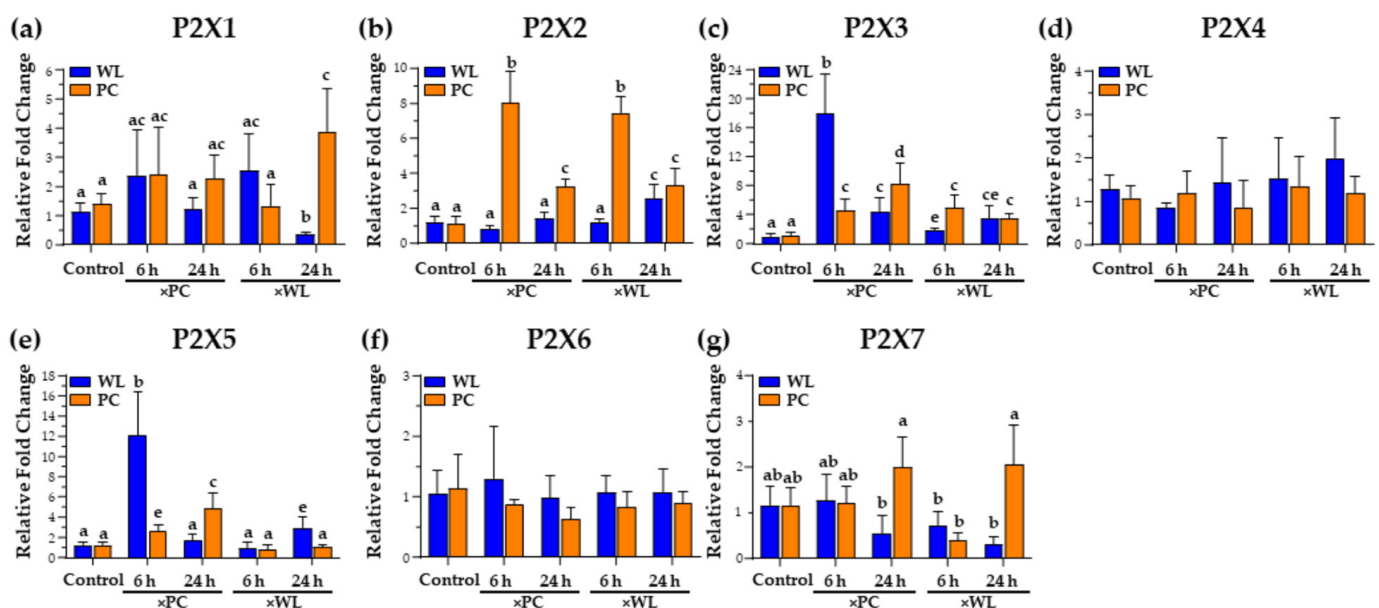 (a) P2X1
Relative Fold Change
6
5
4
3
2
1
0
WL
PC
a a ac ac a ac ac a b c
Control 6 h 24 h 6 h 24 h
×PC ×WL
(b) P2X2
Relative Fold Change
10
8
6
4
2
0
WL
PC
a a a b a c a b c c
Control 6 h 24 h 6 h 24 h
×PC ×WL
(c) P2X3
Relative Fold Change
24
20
16
12
8
4
0
WL
PC
a a b c c d e c ce c
Control 6 h 24 h 6 h 24 h
×PC ×WL
(d) P2X4
Relative Fold Change
4
3
2
1
0
WL
PC
Control 6 h 24 h 6 h 24 h
×PC ×WL
(e) P2X5
Relative Fold Change
18
16
14
12
10
8
6
4
2
0
WL
PC
a a b e a c a a e a
Control 6 h 24 h 6 h 24 h
×PC ×WL
(f) P2X6
Relative Fold Change
3
2
1
0
WL
PC
Control 6 h 24 h 6 h 24 h
×PC ×WL
(g) P2X7
Relative Fold Change
4
3
2
1
0
WL
PC
ab ab ab ab b a b b b a
Control 6 h 24 h 6 h 24 h
×PC ×WL